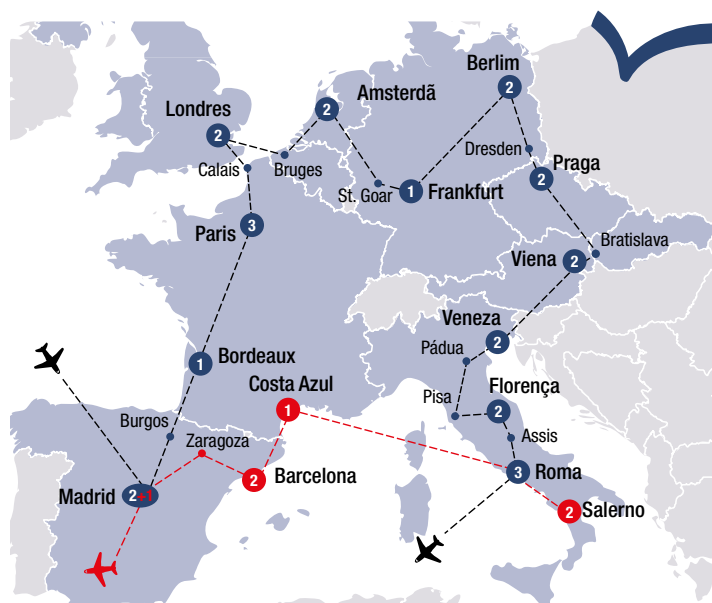 Berlim
2
Amsterdã
2
Londres
2
Dresden
Calais
Bruges
Praga
2
St. Goar
1
Frankfurt
Paris
3
Bratislava
Viena
2
Veneza
2
Pádua
1
Bordeaux
Costa Azul
1
Florença
2
Pisa
Burgos
Zaragoza
Assis
Barcelona
2
3
Roma
Madrid
2+1
2
Salerno